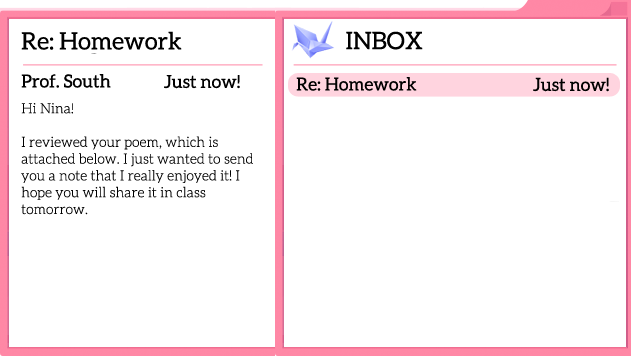 Re: Homework
Prof. South Just now!
Hi Nina!
I reviewed your poem, which is
attached below. I just wanted to send
you a note that I really enjoyed it! I
hope you will share it in class
tomorrow.
INBOX
Re: Homework Just now!